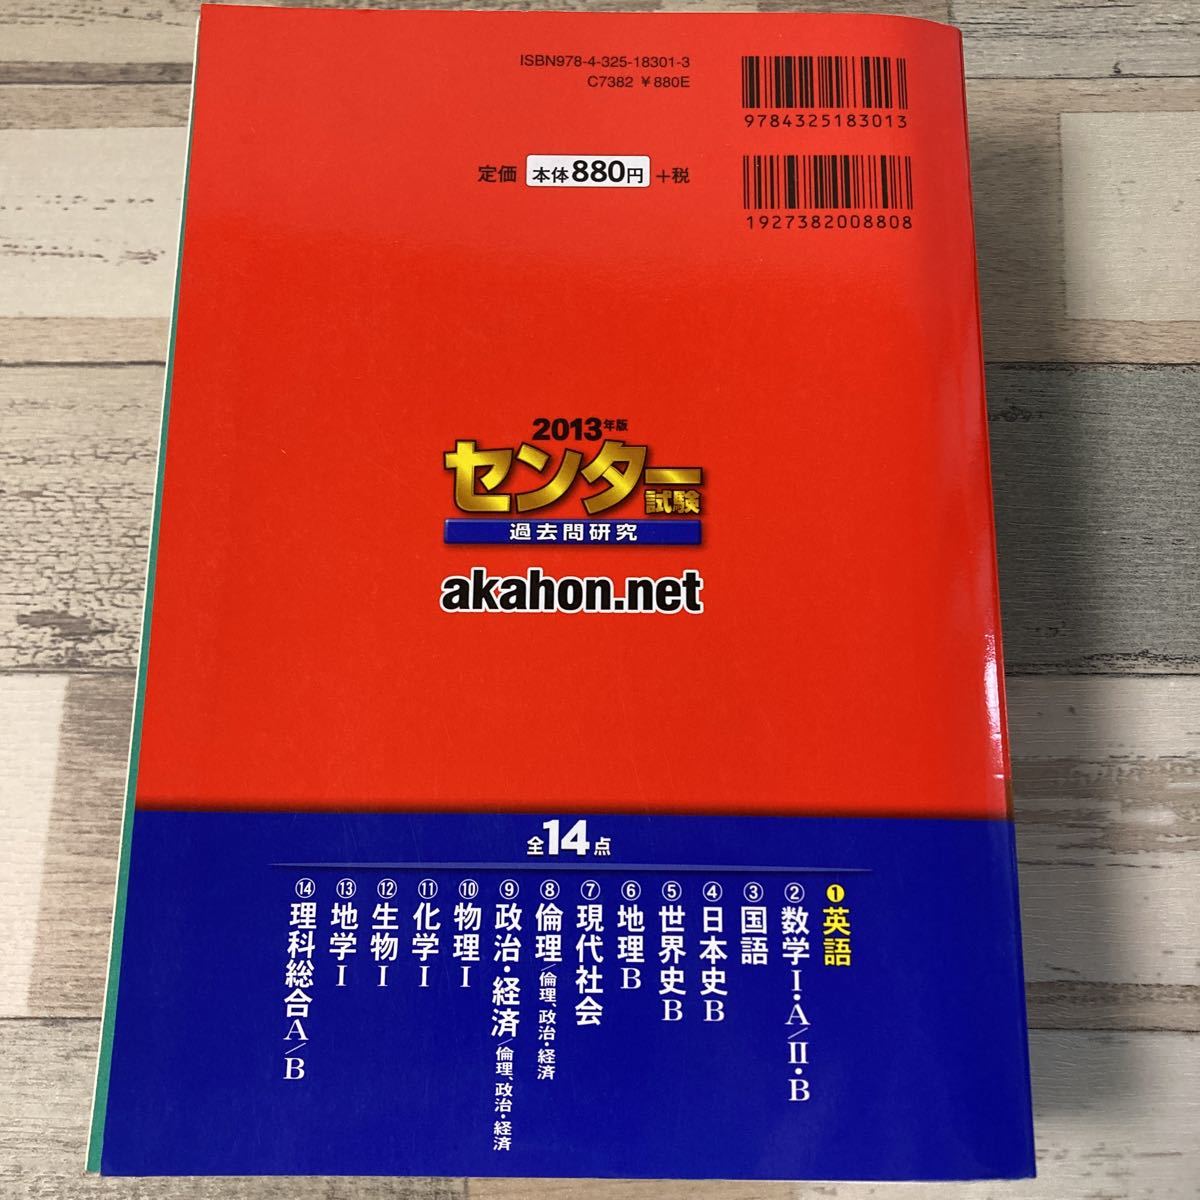 ISBN978-4-325-18301-3
C7382 ¥880E
9784325183013
定価 本体880円 +税
1927382008808
2013年版
センター試験
過去問研究
akahon.net
全14点
❶英語
②数学Ⅰ・A/Ⅱ・B
③国語
④日本史B
⑤世界史B
⑥地理B
⑦現代社会
⑧倫理/倫理、政治・経済
⑨政治・経済/倫理、政治・経済
⑩物理Ⅰ
⑪化学Ⅰ
⑫生物Ⅰ
⑬地学Ⅰ
⑭理科総合A/B